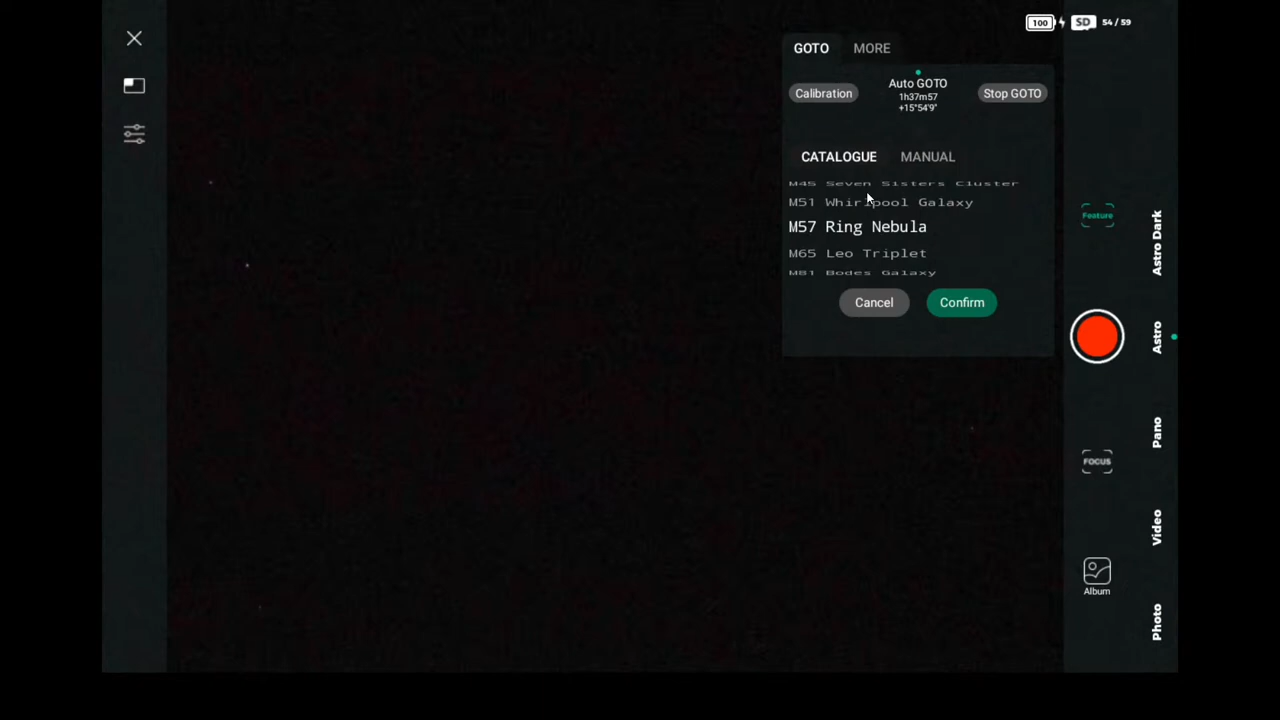 100 SD 54 / 59
GOTO MORE
Calibration Auto GOTO Stop GOTO
1h37m57
+15°54'9"
CATALOGUE MANUAL
M45 Seven Sisters Cluster
M51 Whirlpool Galaxy
M57 Ring Nebula
M65 Leo Triplet
M81 Bodes Galaxy
Cancel Confirm
Feature
FOCUS
Album
Astro Dark
Astro
Pano
Video
Photo